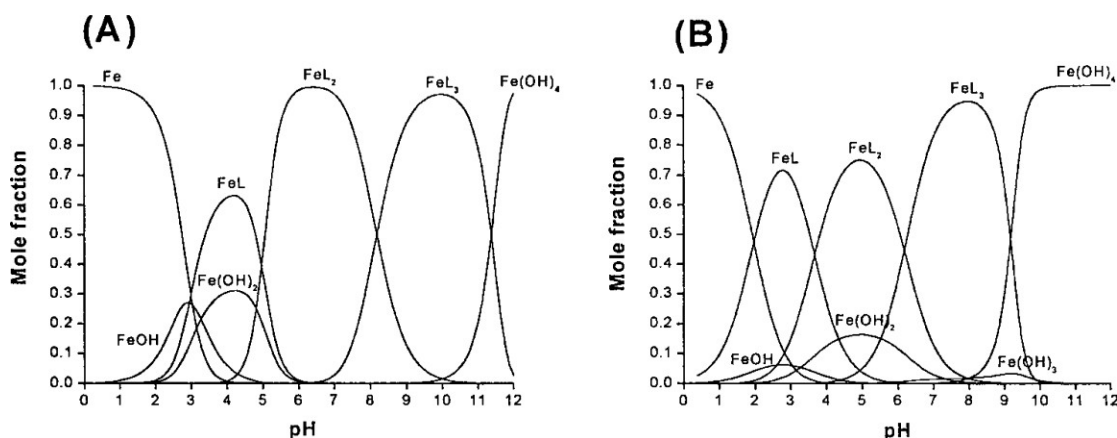 (A)
Fe
FeL₂
FeL₃
Fe(OH)₄
1.0
0.9
0.8
0.7
0.6
0.5
0.4
0.3
0.2
0.1
0.0
Mole fraction
FeL
Fe(OH)₂
FeOH
0 1 2 3 4 5 6 7 8 9 10 11 12
pH
(B)
Fe
Fe(OH)₄
FeL₃
FeL
FeL₂
1.0
0.9
0.8
0.7
0.6
0.5
0.4
0.3
0.2
0.1
0.0
Mole fraction
Fe(OH)₂
FeOH
Fe(OH)₃
0 1 2 3 4 5 6 7 8 9 10 11 12
pH